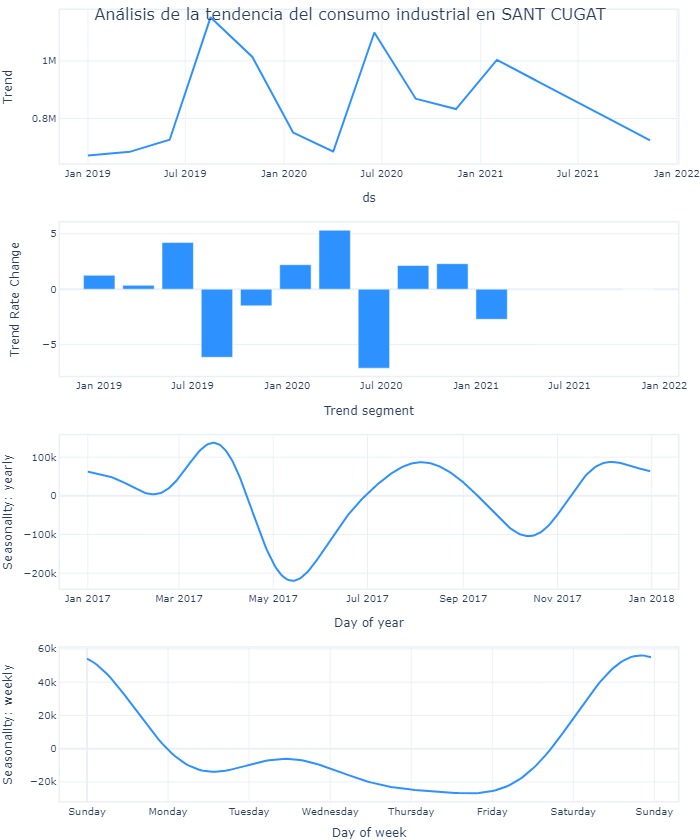 Análisis de la tendencia del consumo industrial en SANT CUGAT
1M
0.8M
Trend
Jan 2019 Jul 2019 Jan 2020 Jul 2020 Jan 2021 Jul 2021 Jan 2022
ds
5
0
−5
Trend Rate Change
Jan 2019 Jul 2019 Jan 2020 Jul 2020 Jan 2021 Jul 2021 Jan 2022
Trend segment
100k
0
−100k
−200k
Seasonality: yearly
Jan 2017 Mar 2017 May 2017 Jul 2017 Sep 2017 Nov 2017 Jan 2018
Day of year
60k
40k
20k
0
−20k
Seasonality: weekly
Sunday Monday Tuesday Wednesday Thursday Friday Saturday Sunday
Day of week